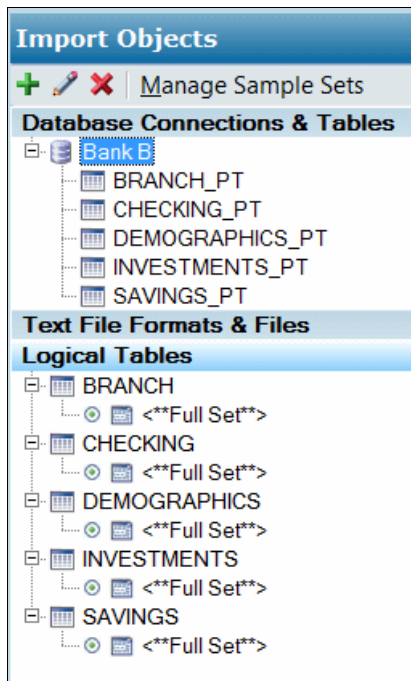 Import Objects
Manage Sample Sets
Database Connections & Tables
Bank B
BRANCH_PT
CHECKING_PT
DEMOGRAPHICS_PT
INVESTMENTS_PT
SAVINGS_PT
Text File Formats & Files
Logical Tables
BRANCH
<**Full Set**>
CHECKING
<**Full Set**>
DEMOGRAPHICS
<**Full Set**>
INVESTMENTS
<**Full Set**>
SAVINGS
<**Full Set**>